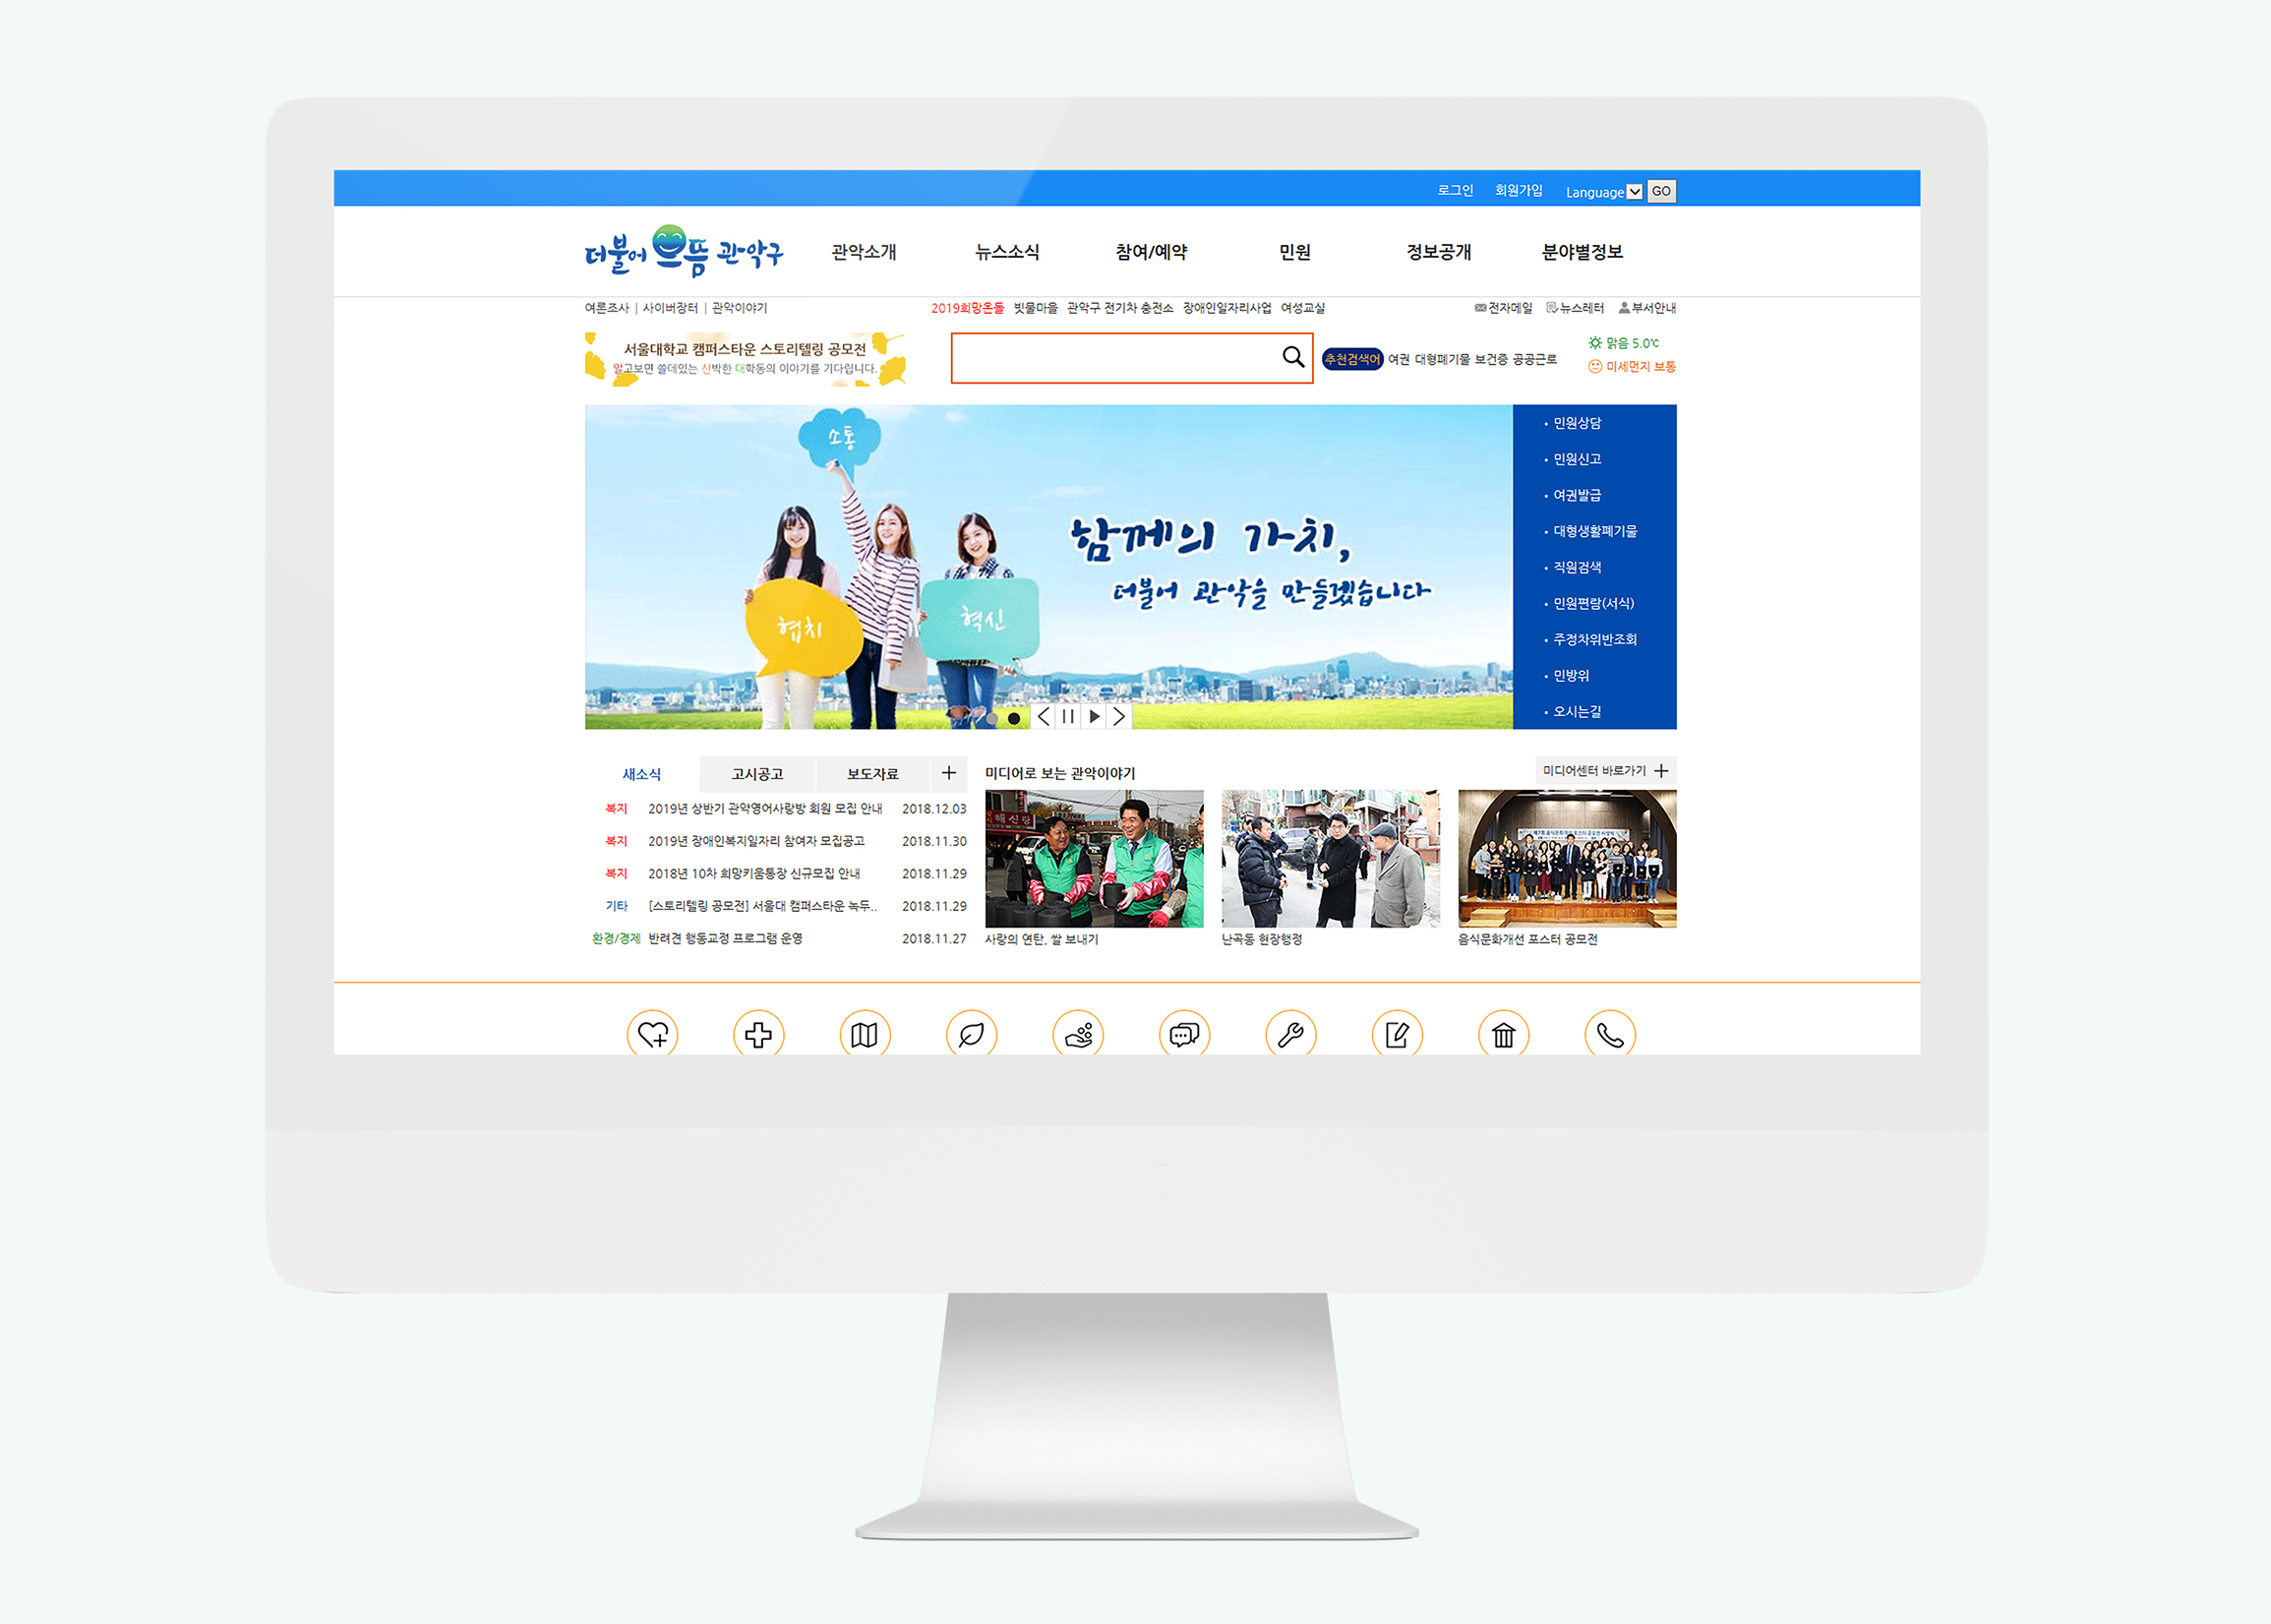 로그인 회원가입 Language GO
더불어 으뜸 관악구
관악소개 뉴스소식 참여/예약 민원 정보공개 분야별정보
여론조사 | 사이버장터 | 관악이야기
2019희망온돌 빗물마을 관악구 전기차 충전소 장애인일자리사업 여성교실
전자메일 뉴스레터 부서안내
서울대학교 캠퍼스타운 스토리텔링 공모전
알고보면 쓸데있는 신박한 대학동의 이야기를 기다립니다.
추천검색어 여권 대형폐기물 보건증 공공근로
맑음 5.0℃
미세먼지 보통
소통
협치
혁신
함께의 가치,
더불어 관악을 만들겠습니다
· 민원상담
· 민원신고
· 여권발급
· 대형생활폐기물
· 직원검색
· 민원편람(서식)
· 주정차위반조회
· 민방위
· 오시는길
새소식 고시공고 보도자료
복지 2019년 상반기 관악영어사랑방 회원 모집 안내 2018.12.03
복지 2019년 장애인복지일자리 참여자 모집공고 2018.11.30
복지 2018년 10차 희망키움통장 신규모집 안내 2018.11.29
기타 [스토리텔링 공모전] 서울대 캠퍼스타운 녹두.. 2018.11.29
환경/경제 반려견 행동교정 프로그램 운영 2018.11.27
미디어로 보는 관악이야기
미디어센터 바로가기
해신탕
사랑의 연탄, 쌀 보내기
난곡동 현장행정
음식문화개선 포스터 공모전